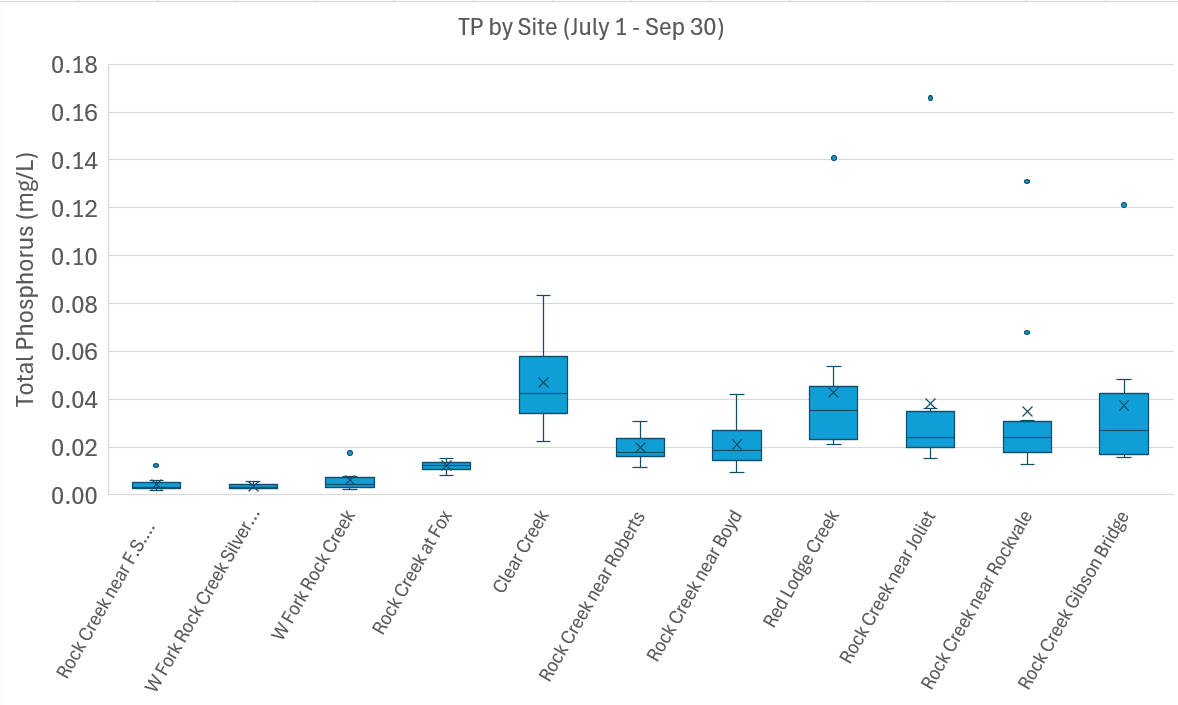 TP by Site (July 1 - Sep 30)
Total Phosphorus (mg/L)
0.18
0.16
0.14
0.12
0.10
0.08
0.06
0.04
0.02
0.00
Rock Creek near F.S....
W Fork Rock Creek Silver...
W Fork Rock Creek
Rock Creek at Fox
Clear Creek
Rock Creek near Roberts
Rock Creek near Boyd
Red Lodge Creek
Rock Creek near Joliet
Rock Creek near Rockvale
Rock Creek Gibson Bridge